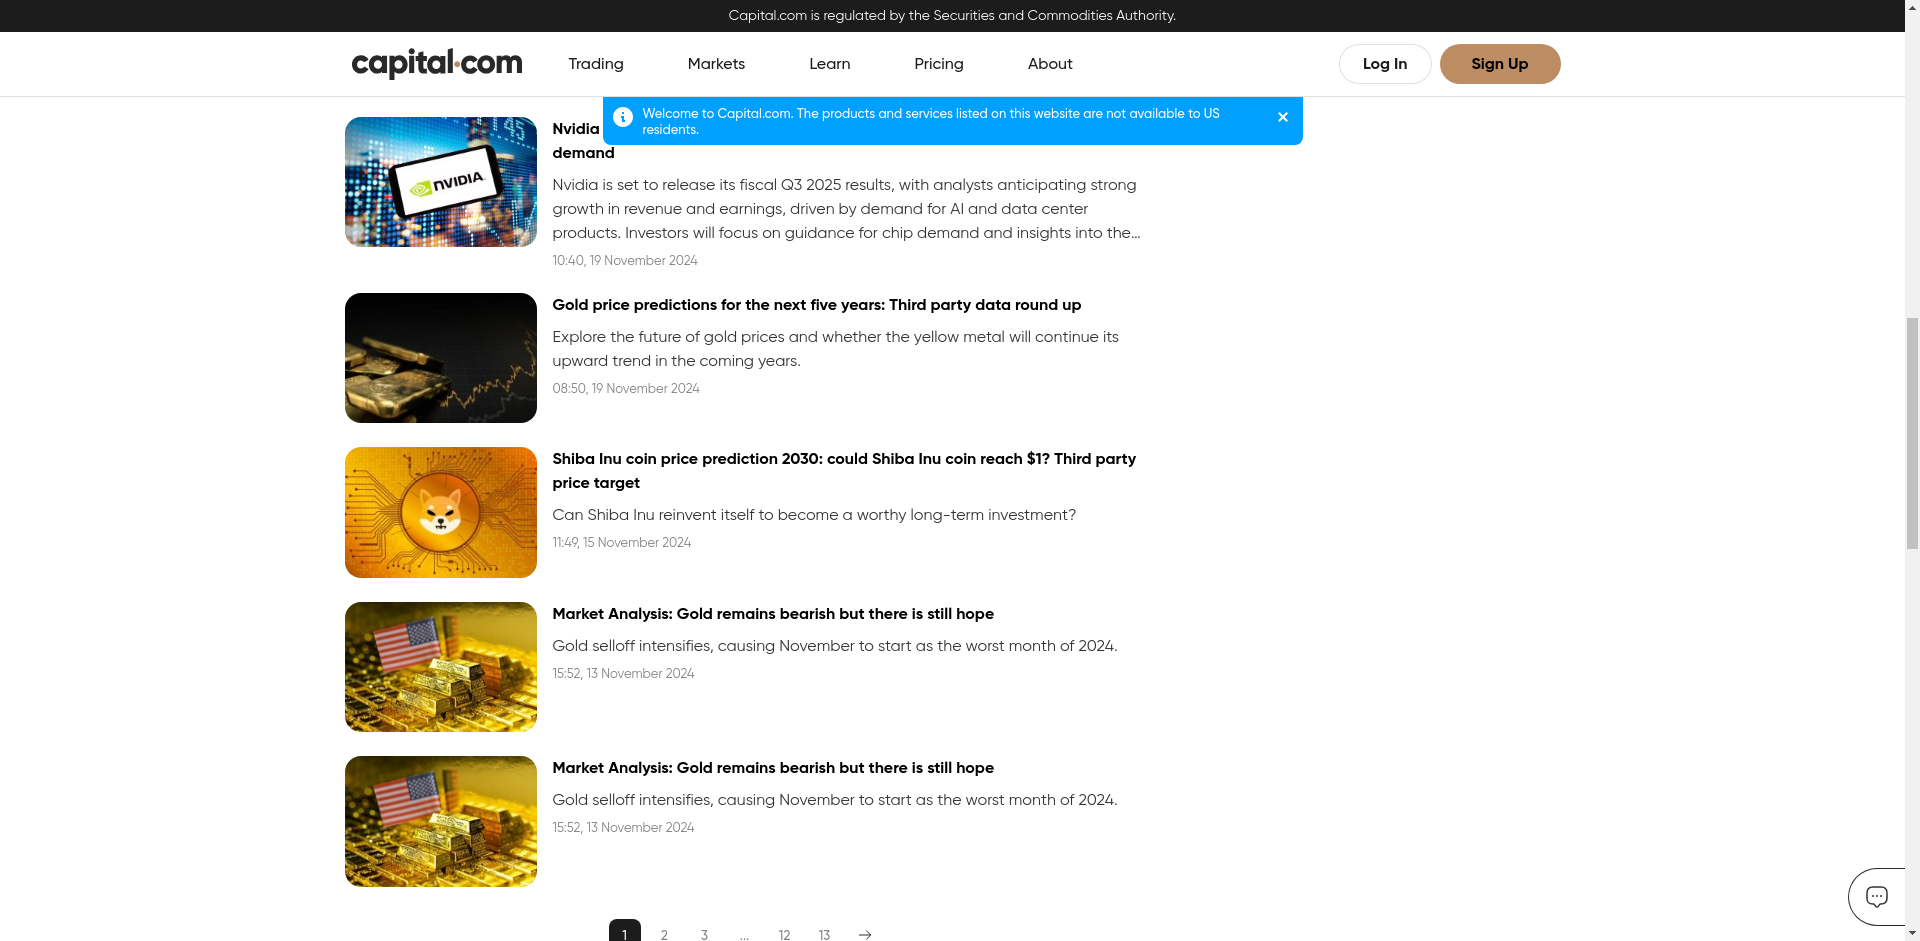 Capital.com is regulated by the Securities and Commodities Authority.
capital.com
Trading
Markets
Learn
Pricing
About
Log In
Sign Up
Welcome to Capital.com. The products and services listed on this website are not available to US
residents.
1.45
NVIDIA
Nvidia
demand
Nvidia is set to release its fiscal Q3 2025 results, with analysts anticipating strong
growth in revenue and earnings, driven by demand for AI and data center
products. Investors will focus on guidance for chip demand and insights into the...
10:40, 19 November 2024
Gold price predictions for the next five years: Third party data round up
Explore the future of gold prices and whether the yellow metal will continue its
upward trend in the coming years.
08:50, 19 November 2024
Shiba Inu coin price prediction 2030: could Shiba Inu coin reach $1? Third party
price target
Can Shiba Inu reinvent itself to become a worthy long-term investment?
11:49, 15 November 2024
Market Analysis: Gold remains bearish but there is still hope
Gold selloff intensifies, causing November to start as the worst month of 2024.
15:52, 13 November 2024
Market Analysis: Gold remains bearish but there is still hope
Gold selloff intensifies, causing November to start as the worst month of 2024.
15:52, 13 November 2024
1 2 3 ... 12 13